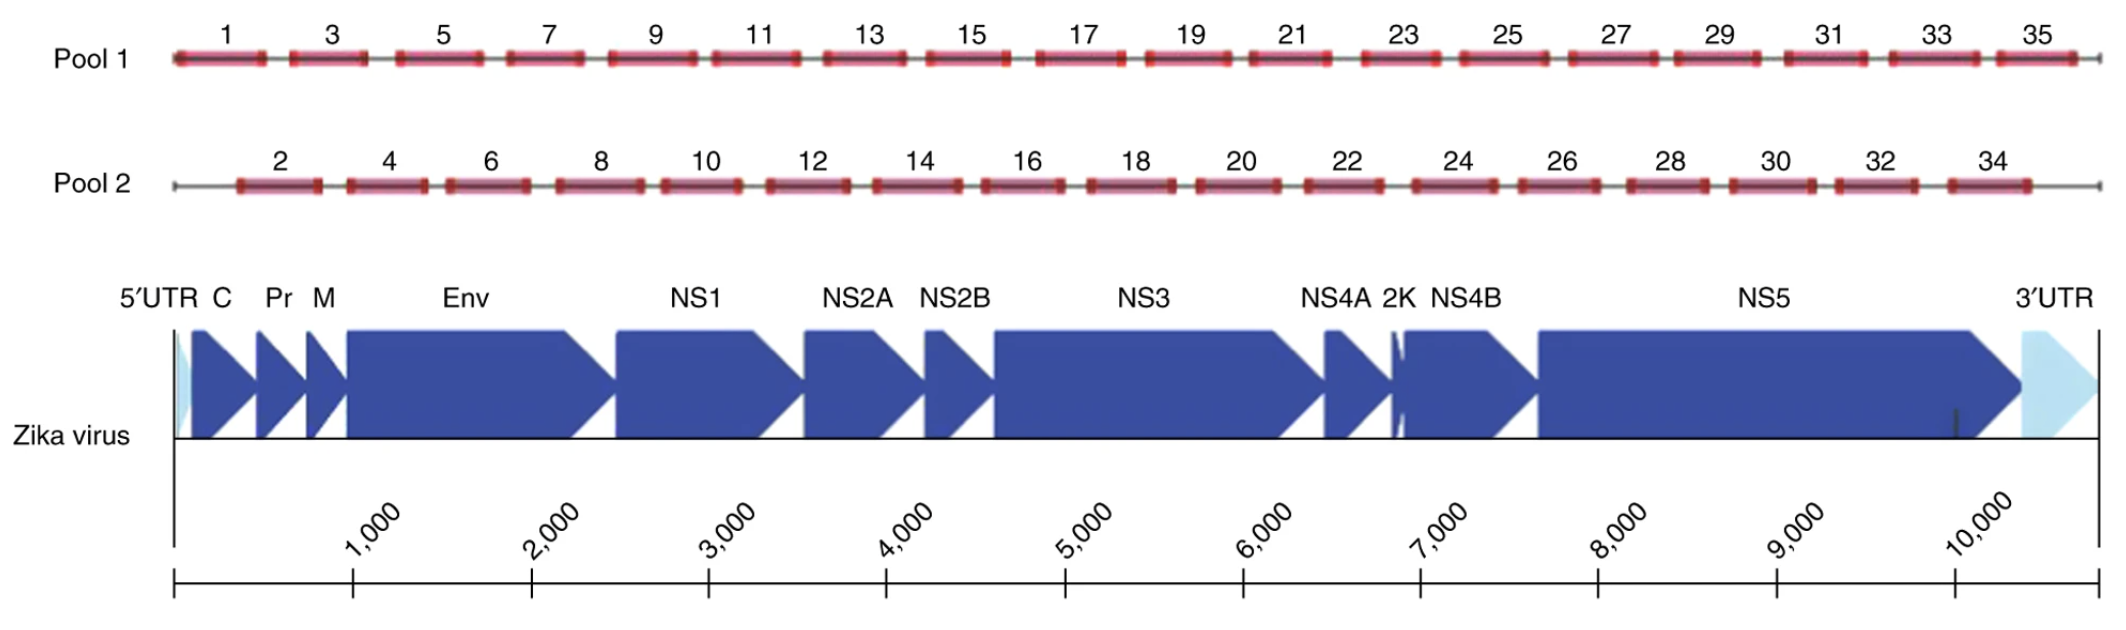 1 3 5 7 9 11 13 15 17 19 21 23 25 27 29 31 33 35
Pool 1
2 4 6 8 10 12 14 16 18 20 22 24 26 28 30 32 34
Pool 2
5′UTR C Pr M Env NS1 NS2A NS2B NS3 NS4A 2K NS4B NS5 3′UTR
Zika virus
1,000 2,000 3,000 4,000 5,000 6,000 7,000 8,000 9,000 10,000